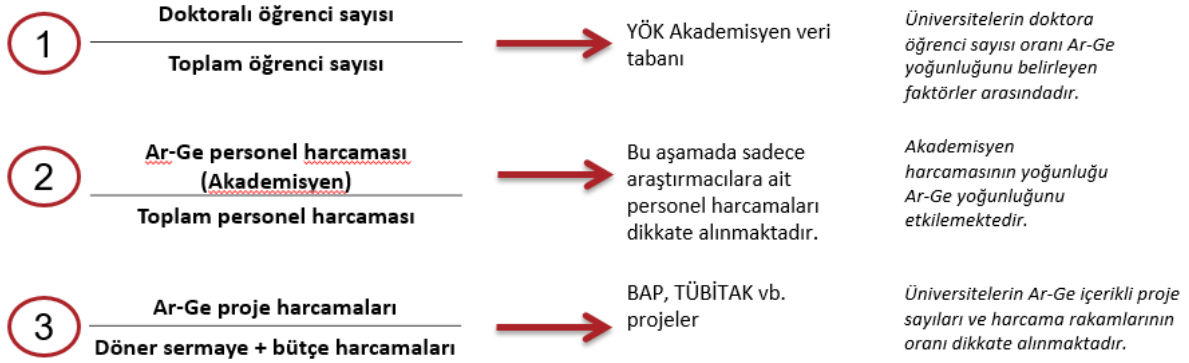 1
Doktoralı öğrenci sayısı
Toplam öğrenci sayısı
YÖK Akademisyen veri
tabanı
Üniversitelerin doktora
öğrenci sayısı oranı Ar-Ge
yoğunluğunu belirleyen
faktörler arasındadır.
2
Ar-Ge personel harcaması
(Akademisyen)
Toplam personel harcaması
Bu aşamada sadece
araştırmacılara ait
personel harcamaları
dikkate alınmaktadır.
Akademisyen
harcamasının yoğunluğu
Ar-Ge yoğunluğunu
etkilemektedir.
3
Ar-Ge proje harcamaları
Döner sermaye + bütçe harcamaları
BAP, TÜBİTAK vb.
projeler
Üniversitelerin Ar-Ge içerikli proje
sayıları ve harcama rakamlarının
oranı dikkate alınmaktadır.